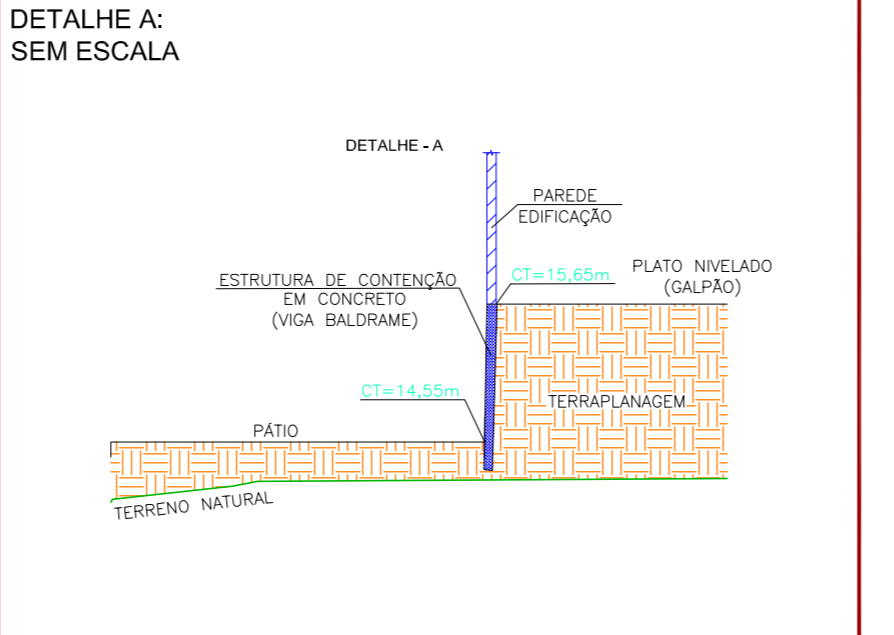 DETALHE A:
SEM ESCALA
DETALHE - A
PAREDE
EDIFICAÇÃO
ESTRUTURA DE CONTENÇÃO
EM CONCRETO
(VIGA BALDRAME)
CT=15,65m
PLATO NIVELADO
(GALPÃO)
CT=14,55m
TERRAPLANAGEM
PÁTIO
TERRENO NATURAL